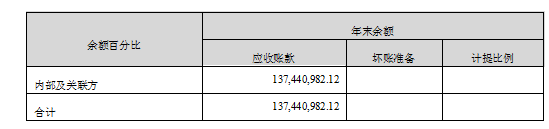 余额百分比
年末余额
应收账款 坏账准备 计提比例
内部及关联方 137,440,982.12
合计 137,440,982.12